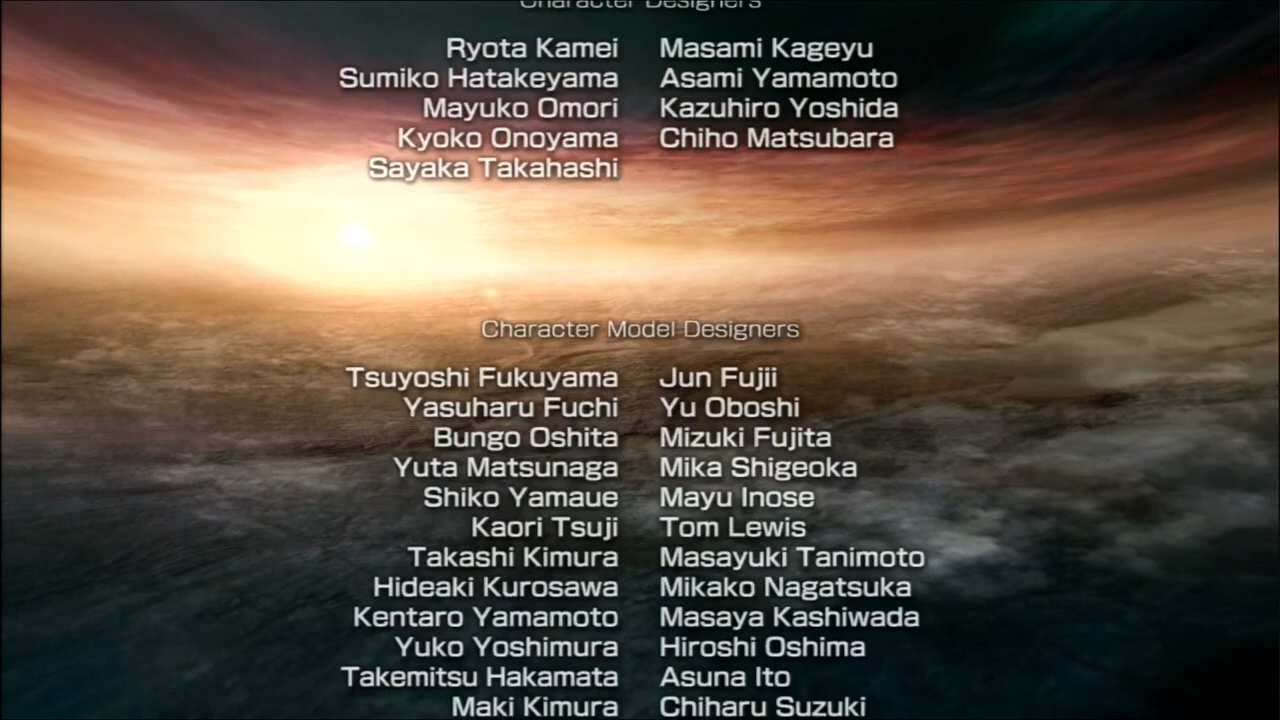 Character Designers
Ryota Kamei Masami Kageyu
Sumiko Hatakeyama Asami Yamamoto
Mayuko Omori Kazuhiro Yoshida
Kyoko Onoyama Chiho Matsubara
Sayaka Takahashi
Character Model Designers
Tsuyoshi Fukuyama Jun Fujii
Yasuharu Fuchi Yu Oboshi
Bungo Oshita Mizuki Fujita
Yuta Matsunaga Mika Shigeoka
Shiko Yamaue Mayu Inose
Kaori Tsuji Tom Lewis
Takashi Kimura Masayuki Tanimoto
Hideaki Kurosawa Mikako Nagatsuka
Kentaro Yamamoto Masaya Kashiwada
Yuko Yoshimura Hiroshi Oshima
Takemitsu Hakamata Asuna Ito
Maki Kimura Chiharu Suzuki